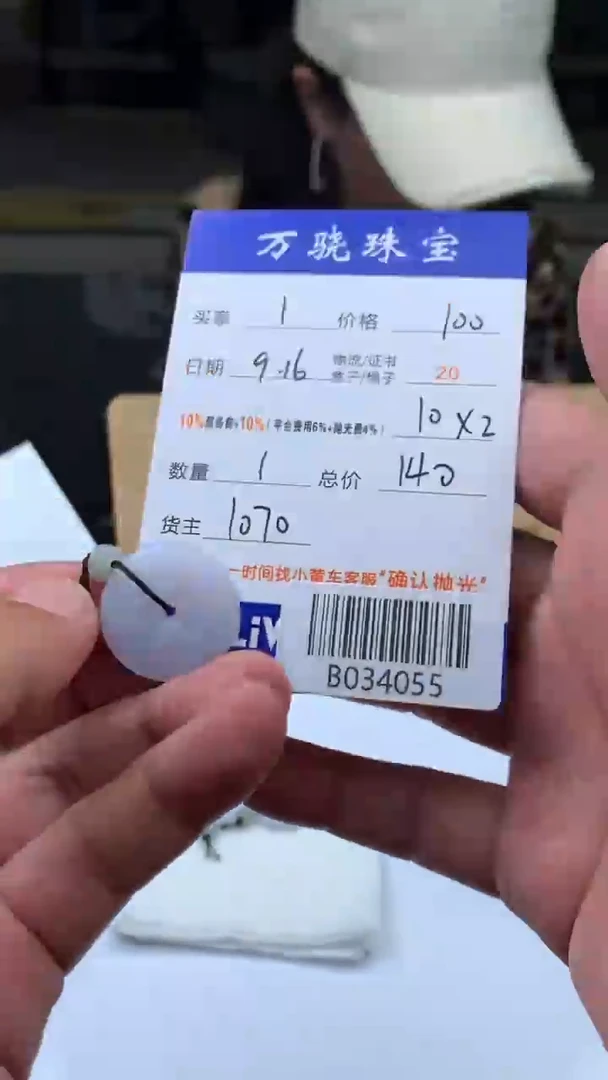 万骁珠宝
买家 1 价格 100
日期 9.16 物流/证书 盒子/绳子 20
10%服务费+10%(平台费用6%+抛光费4%) 10×2
数量 1 总价 140
货主 1070
一时间找小黄车客服"确认抛光"
B034055